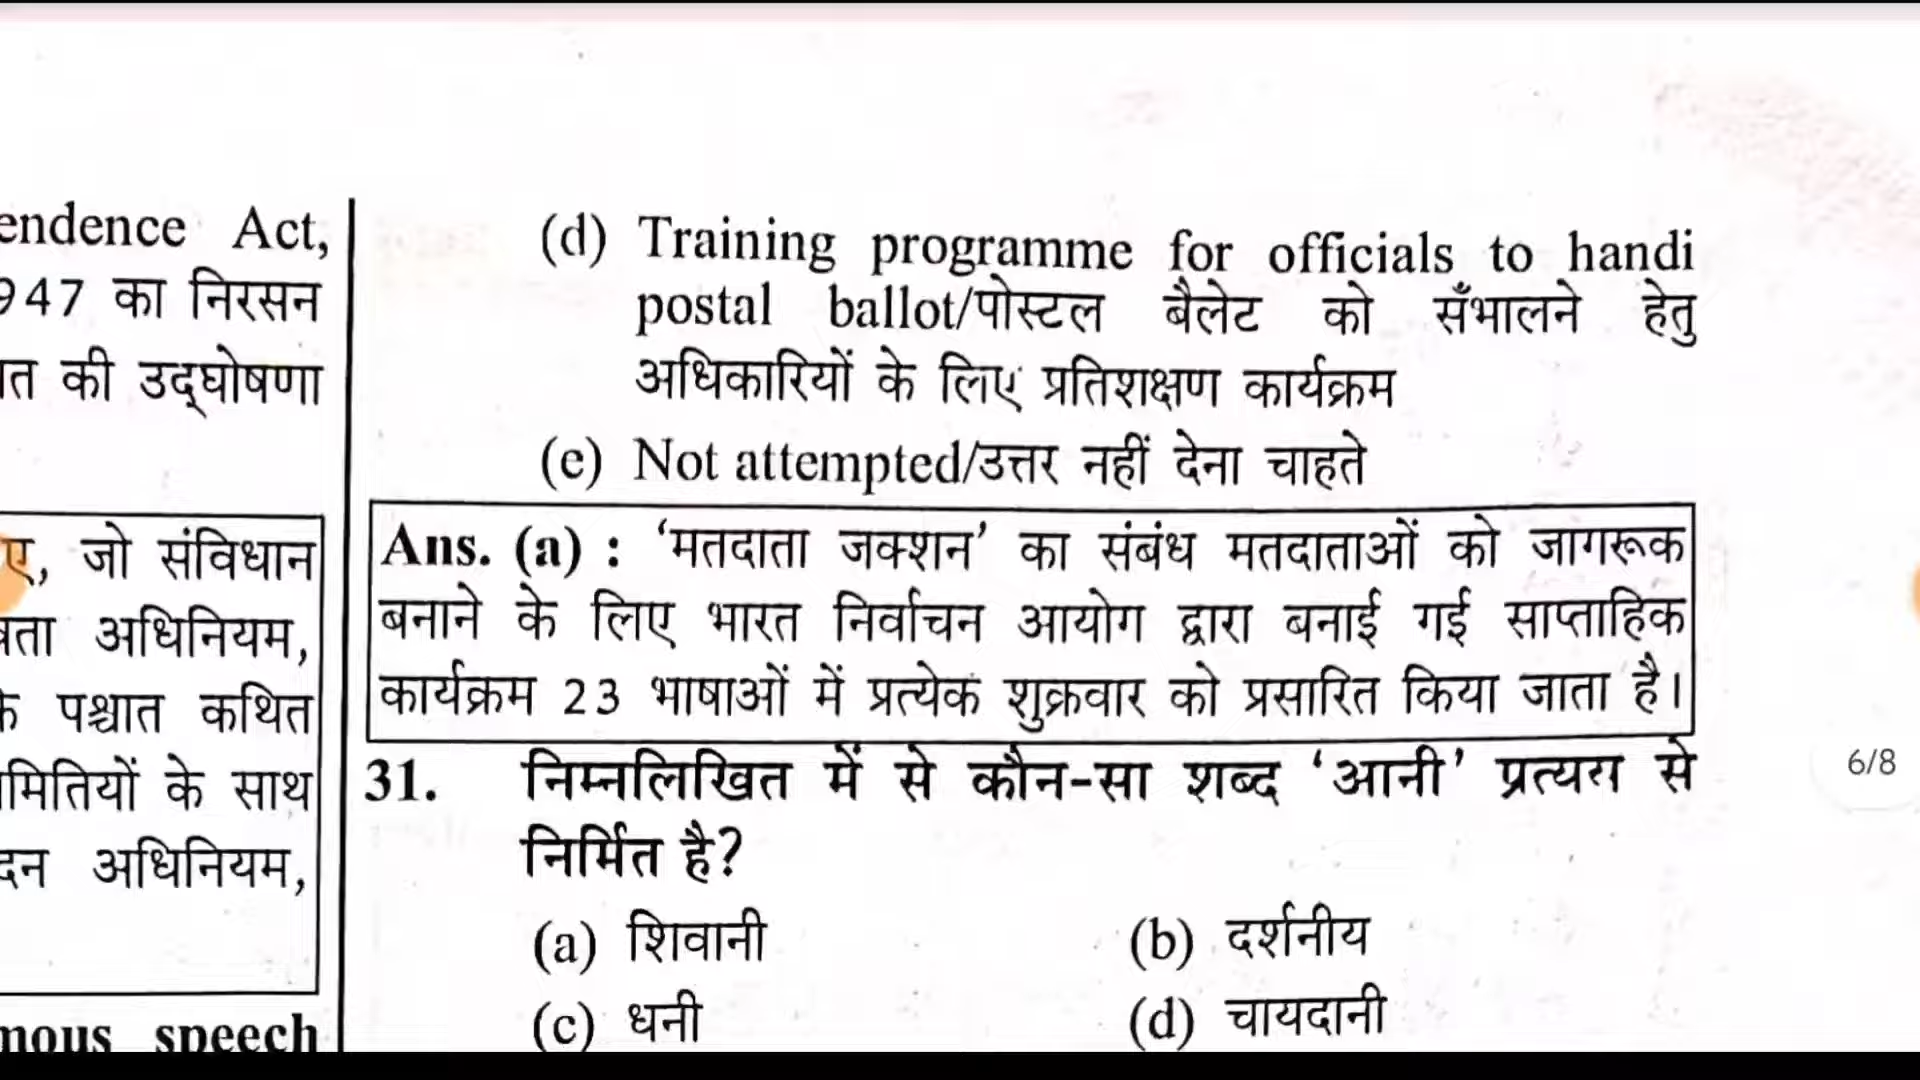 endence Act,
947 का निरसन
त की उद्घोषणा
ए, जो संविधान
ता अधिनियम,
के पश्चात कथित
मितियों के साथ
दन अधिनियम,
mous speech
(d) Training programme for officials to handi
postal ballot/पोस्टल बैलेट को सँभालने हेतु
अधिकारियों के लिए प्रतिशक्षण कार्यक्रम
(e) Not attempted/उत्तर नहीं देना चाहते
Ans. (a) : ‘मतदाता जक्शन’ का संबंध मतदाताओं को जागरूक
बनाने के लिए भारत निर्वाचन आयोग द्वारा बनाई गई साप्ताहिक
कार्यक्रम 23 भाषाओं में प्रत्येक शुक्रवार को प्रसारित किया जाता है।
31. निम्नलिखित में से कौन-सा शब्द ‘आनी’ प्रत्यय से
निर्मित है?
(a) शिवानी (b) दर्शनीय
(c) धनी (d) चायदानी
6/8